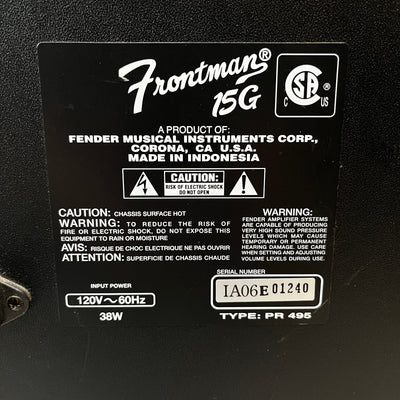 Frontman®
15G
CSA
C US
A PRODUCT OF:
FENDER MUSICAL INSTRUMENTS CORP.,
CORONA, CA U.S.A.
MADE IN INDONESIA
CAUTION:
RISK OF ELECTRIC SHOCK
DO NOT OPEN
CAUTION: CHASSIS SURFACE HOT
WARNING: TO REDUCE THE RISK OF
FIRE OR ELECTRIC SHOCK, DO NOT EXPOSE THIS
EQUIPMENT TO RAIN OR MOISTURE
AVIS: RISQUE DE CHOC ELECTRIQUE NE PAS OUVRIR
ATTENTION: SUPERFICIE DE CHASSIS CHAUDE
WARNING:
FENDER AMPLIFIER SYSTEMS
ARE CAPABLE OF PRODUCING
VERY HIGH SOUND PRESSURE
LEVELS WHICH MAY CAUSE
TEMPORARY OR PERMANENT
HEARING DAMAGE. USE CARE
WHEN SETTING AND ADJUSTING
VOLUME LEVELS DURING USE.
INPUT POWER
120V～60Hz
38W
SERIAL NUMBER
IA06E 01240
TYPE: PR 495